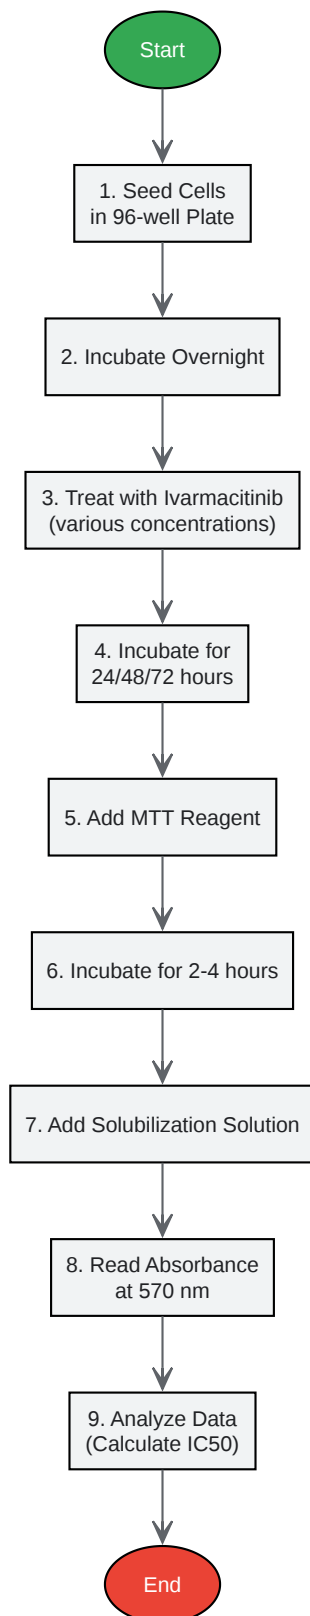 Start
1. Seed Cells
in 96-well Plate
2. Incubate Overnight
3. Treat with Ivarmacitinib
(various concentrations)
4. Incubate for
24/48/72 hours
5. Add MTT Reagent
6. Incubate for 2-4 hours
7. Add Solubilization Solution
8. Read Absorbance
at 570 nm
9. Analyze Data
(Calculate IC50)
End